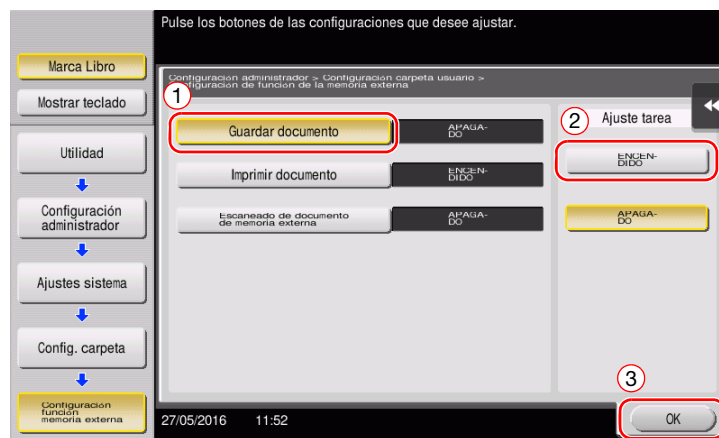 Pulse los botones de las configuraciones que desee ajustar.
Marca Libro
Mostrar teclado
Utilidad
Configuración
administrador
Ajustes sistema
Config. carpeta
Configuración
función
memoria externa
Configuración administrador > Configuración carpeta usuario >
Configuración de función de la memoria externa
1
Guardar documento
APAGA-
DO
Imprimir documento
ENCEN-
DIDO
Escaneado de documento
de memoria externa
APAGA-
DO
2
Ajuste tarea
ENCEN-
DIDO
APAGA-
DO
3
27/05/2016 11:52
OK